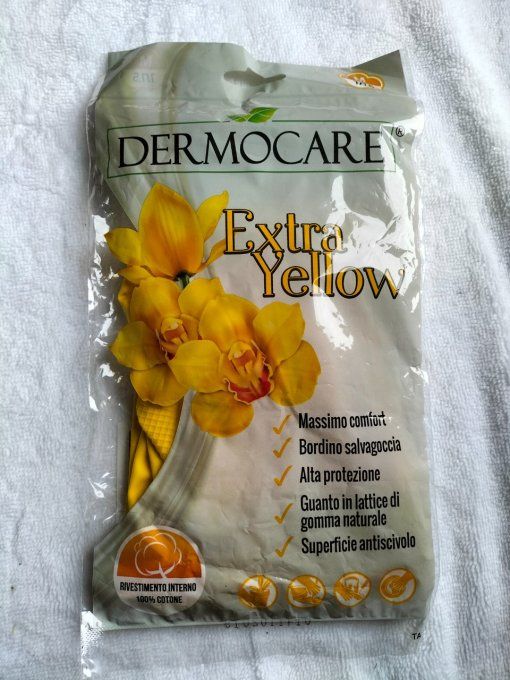 DERMOCARE
®
Extra
Yellow
Massimo comfort
Bordino salvagoccia
Alta protezione
Guanto in lattice di
gomma naturale
Superficie antiscivolo
RIVESTIMENTO INTERNO
100% COTONE
TA